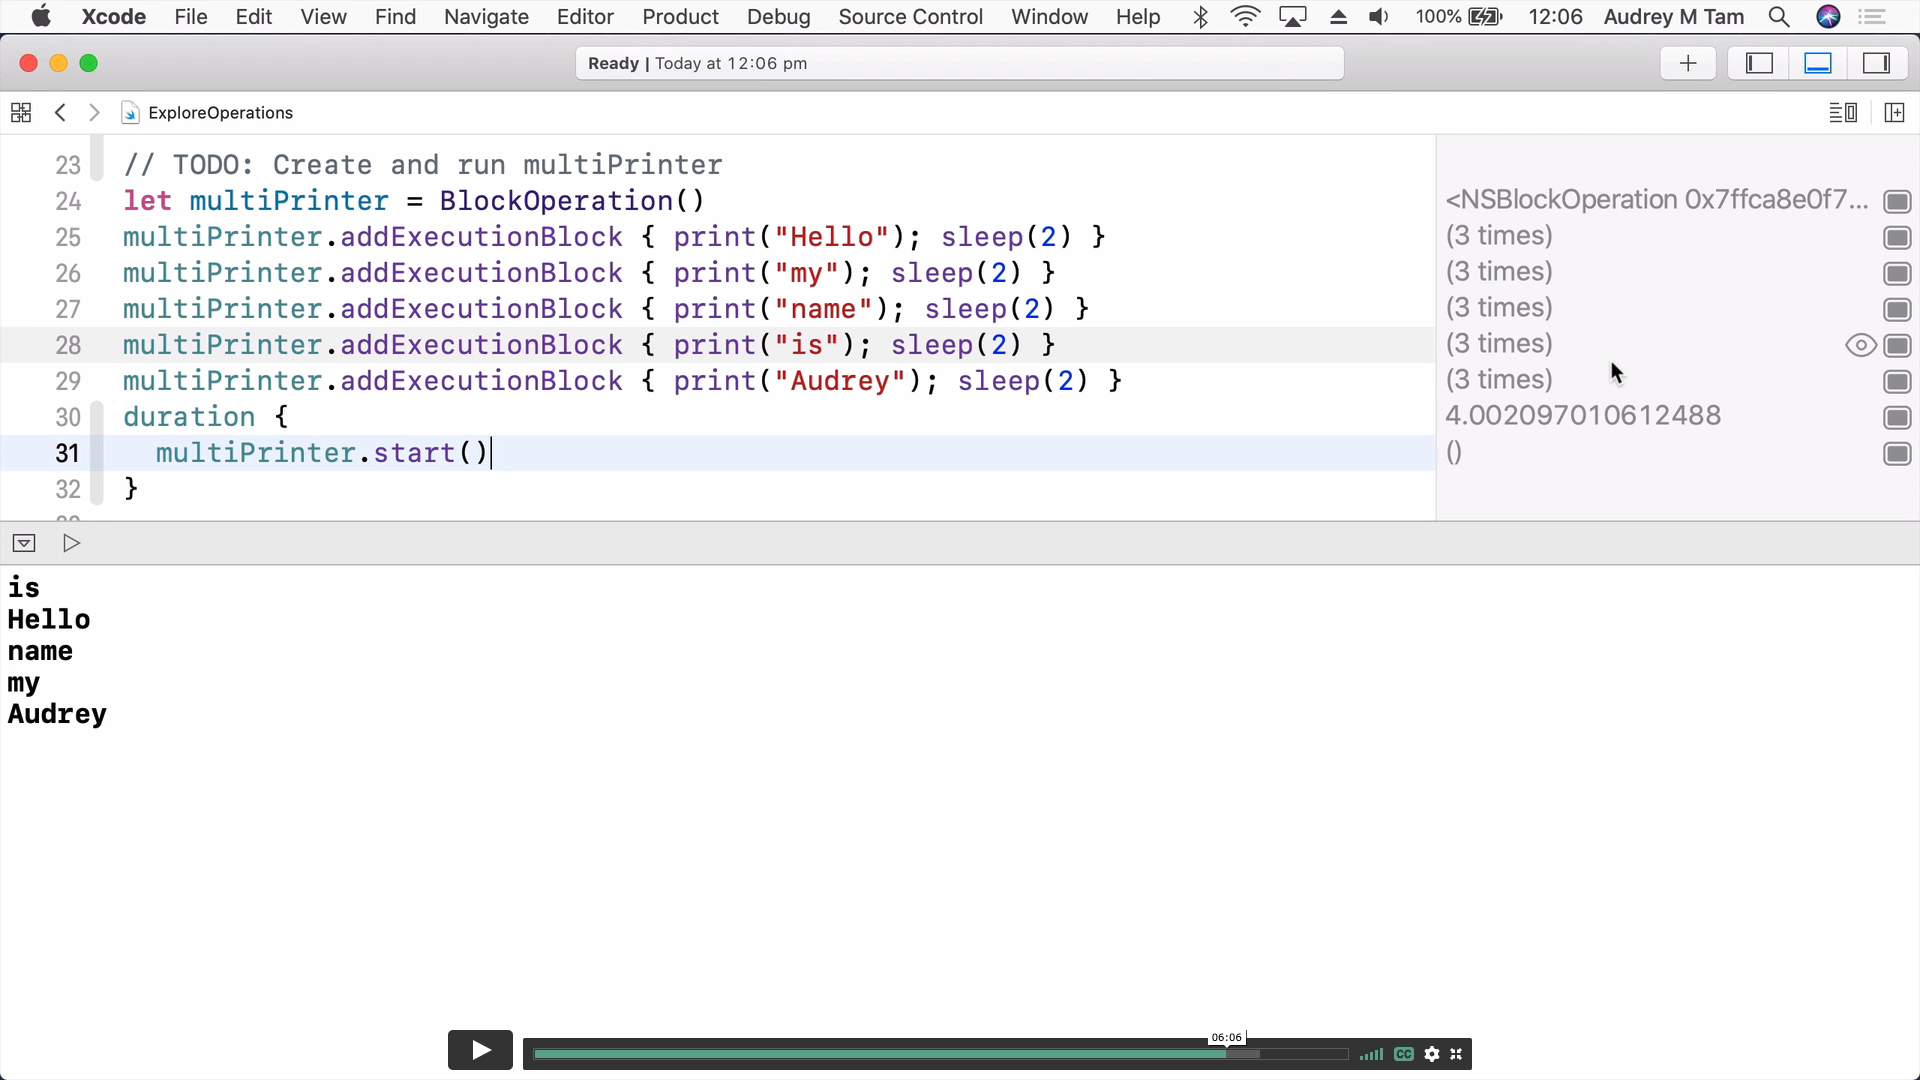 Xcode File Edit View Find Navigate Editor Product Debug Source Control Window Help 100% 12:06 Audrey M Tam
Ready | Today at 12:06 pm
ExploreOperations
23 // TODO: Create and run multiPrinter
24 let multiPrinter = BlockOperation() <NSBlockOperation 0x7ffca8e0f7...
25 multiPrinter.addExecutionBlock { print("Hello"); sleep(2) } (3 times)
26 multiPrinter.addExecutionBlock { print("my"); sleep(2) } (3 times)
27 multiPrinter.addExecutionBlock { print("name"); sleep(2) } (3 times)
28 multiPrinter.addExecutionBlock { print("is"); sleep(2) } (3 times)
29 multiPrinter.addExecutionBlock { print("Audrey"); sleep(2) } (3 times)
30 duration { 4.002097010612488
31 multiPrinter.start() ()
32 }
is
Hello
name
my
Audrey
06:06
CC